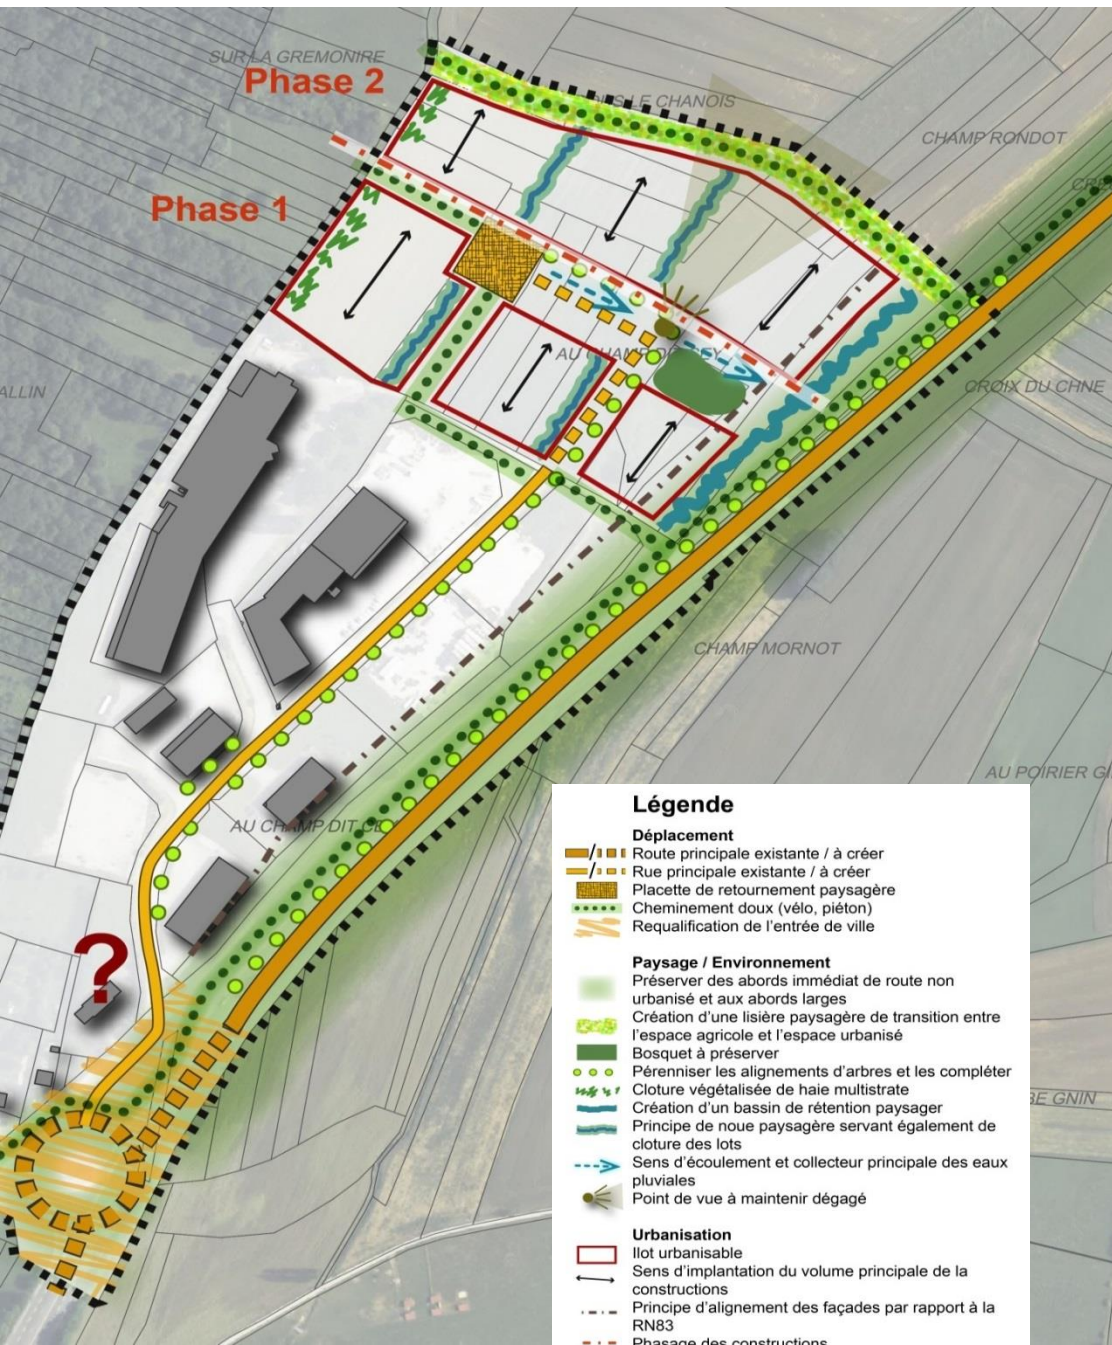 SUR LA GREMONIRE
Phase 2
LE CHANOIS
CHAMP RONDOT
Phase 1
AU CHAMP
CROIX DU CHNE
ALLIN
CHAMP MORNOT
AU POIRIER
AU CHAMP DIT
?
GNIN
Légende
Déplacement
Route principale existante / à créer
Rue principale existante / à créer
Placette de retournement paysagère
Cheminement doux (vélo, piéton)
Requalification de l'entrée de ville
Paysage / Environnement
Préserver des abords immédiat de route non
urbanisé et aux abords larges
Création d'une lisière paysagère de transition entre
l'espace agricole et l'espace urbanisé
Bosquet à préserver
Pérenniser les alignements d'arbres et les compléter
Cloture végétalisée de haie multistrate
Création d'un bassin de rétention paysager
Principe de noue paysagère servant également de
cloture des lots
Sens d'écoulement et collecteur principale des eaux
pluviales
Point de vue à maintenir dégagé
Urbanisation
Ilot urbanisable
Sens d'implantation du volume principale de la
constructions
Principe d'alignement des façades par rapport à la
RN83
Phasage des constructions